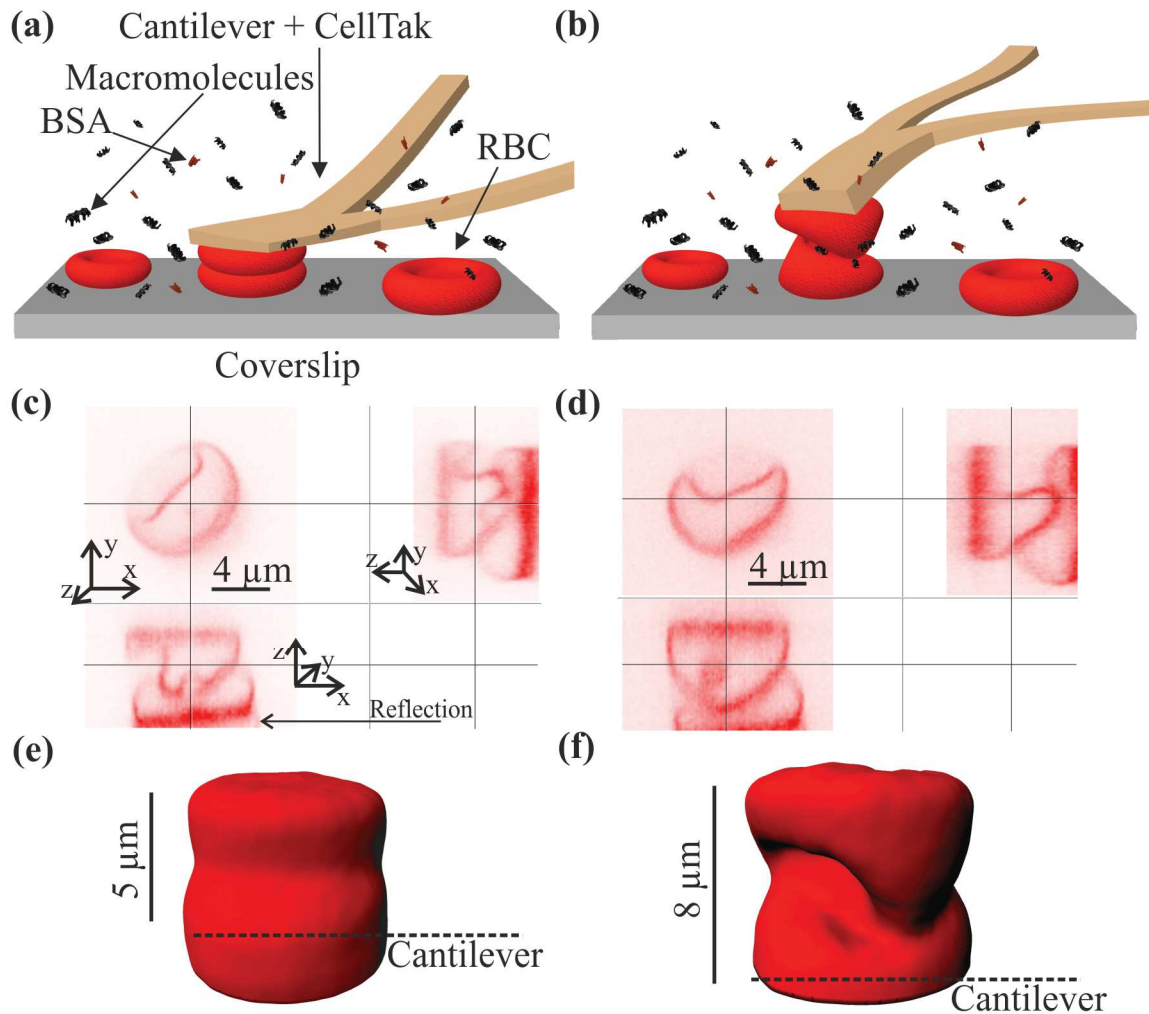 (a)
Cantilever + CellTak
Macromolecules
BSA
RBC
Coverslip
(b)
(c)
y
x
z
4 µm
z
y
x
z
y
x
Reflection
(d)
4 µm
(e)
5 µm
Cantilever
(f)
8 µm
Cantilever